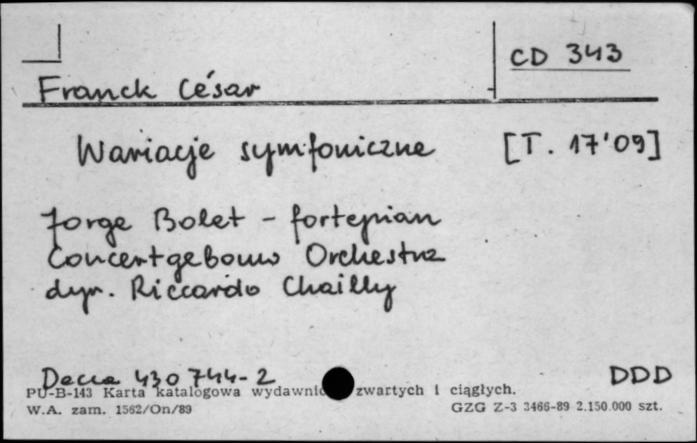 CD 343
Franck César
Wariacje symfoniczne [T. 17'09]
Jorge Bolet - fortepian
Concertgebouw Orchestra
dyr. Riccardo Chailly
Decca 430 744-2 DDD
PU-B-143 Karta katalogowa wydawnic zwartych i ciągłych.
W.A. zam. 1562/On/89 GZG Z-3 3466-89 2.150.000 szt.